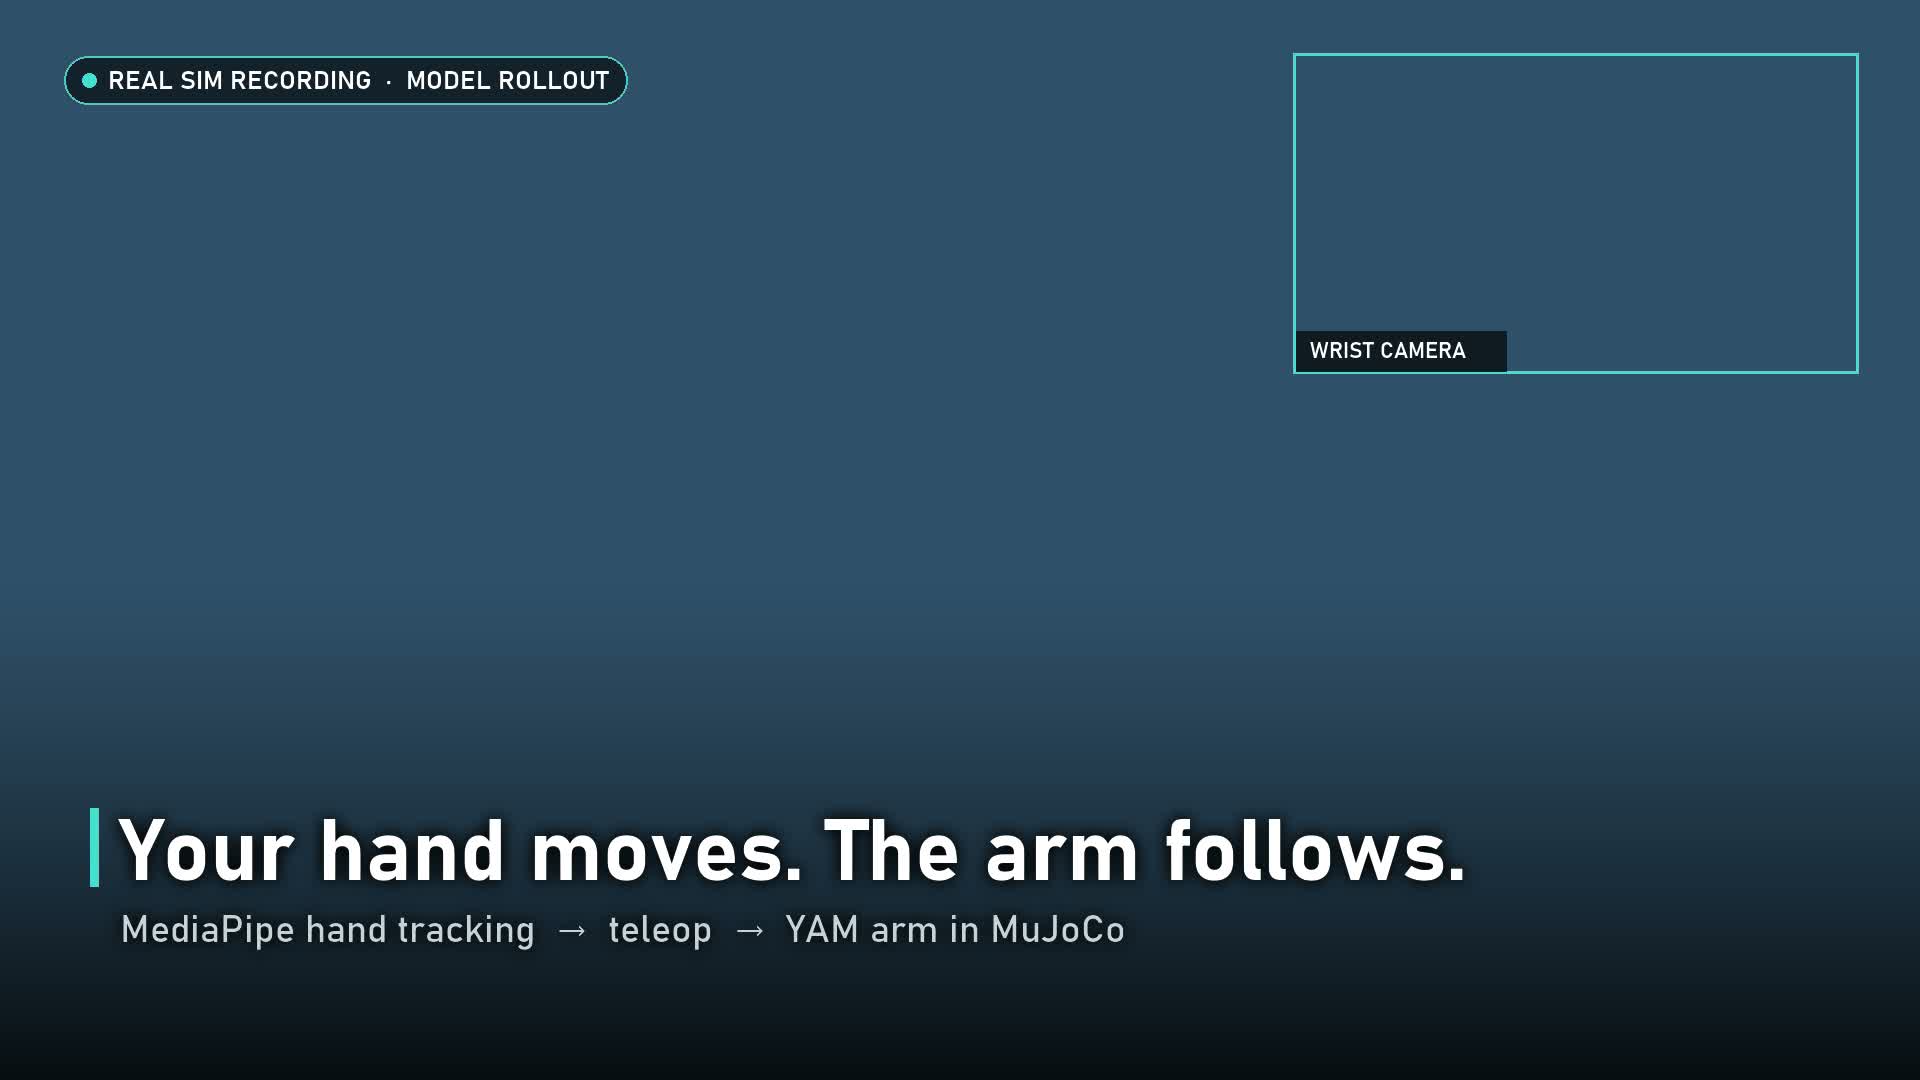 REAL SIM RECORDING · MODEL ROLLOUT
WRIST CAMERA
Your hand moves. The arm follows.
MediaPipe hand tracking → teleop → YAM arm in MuJoCo